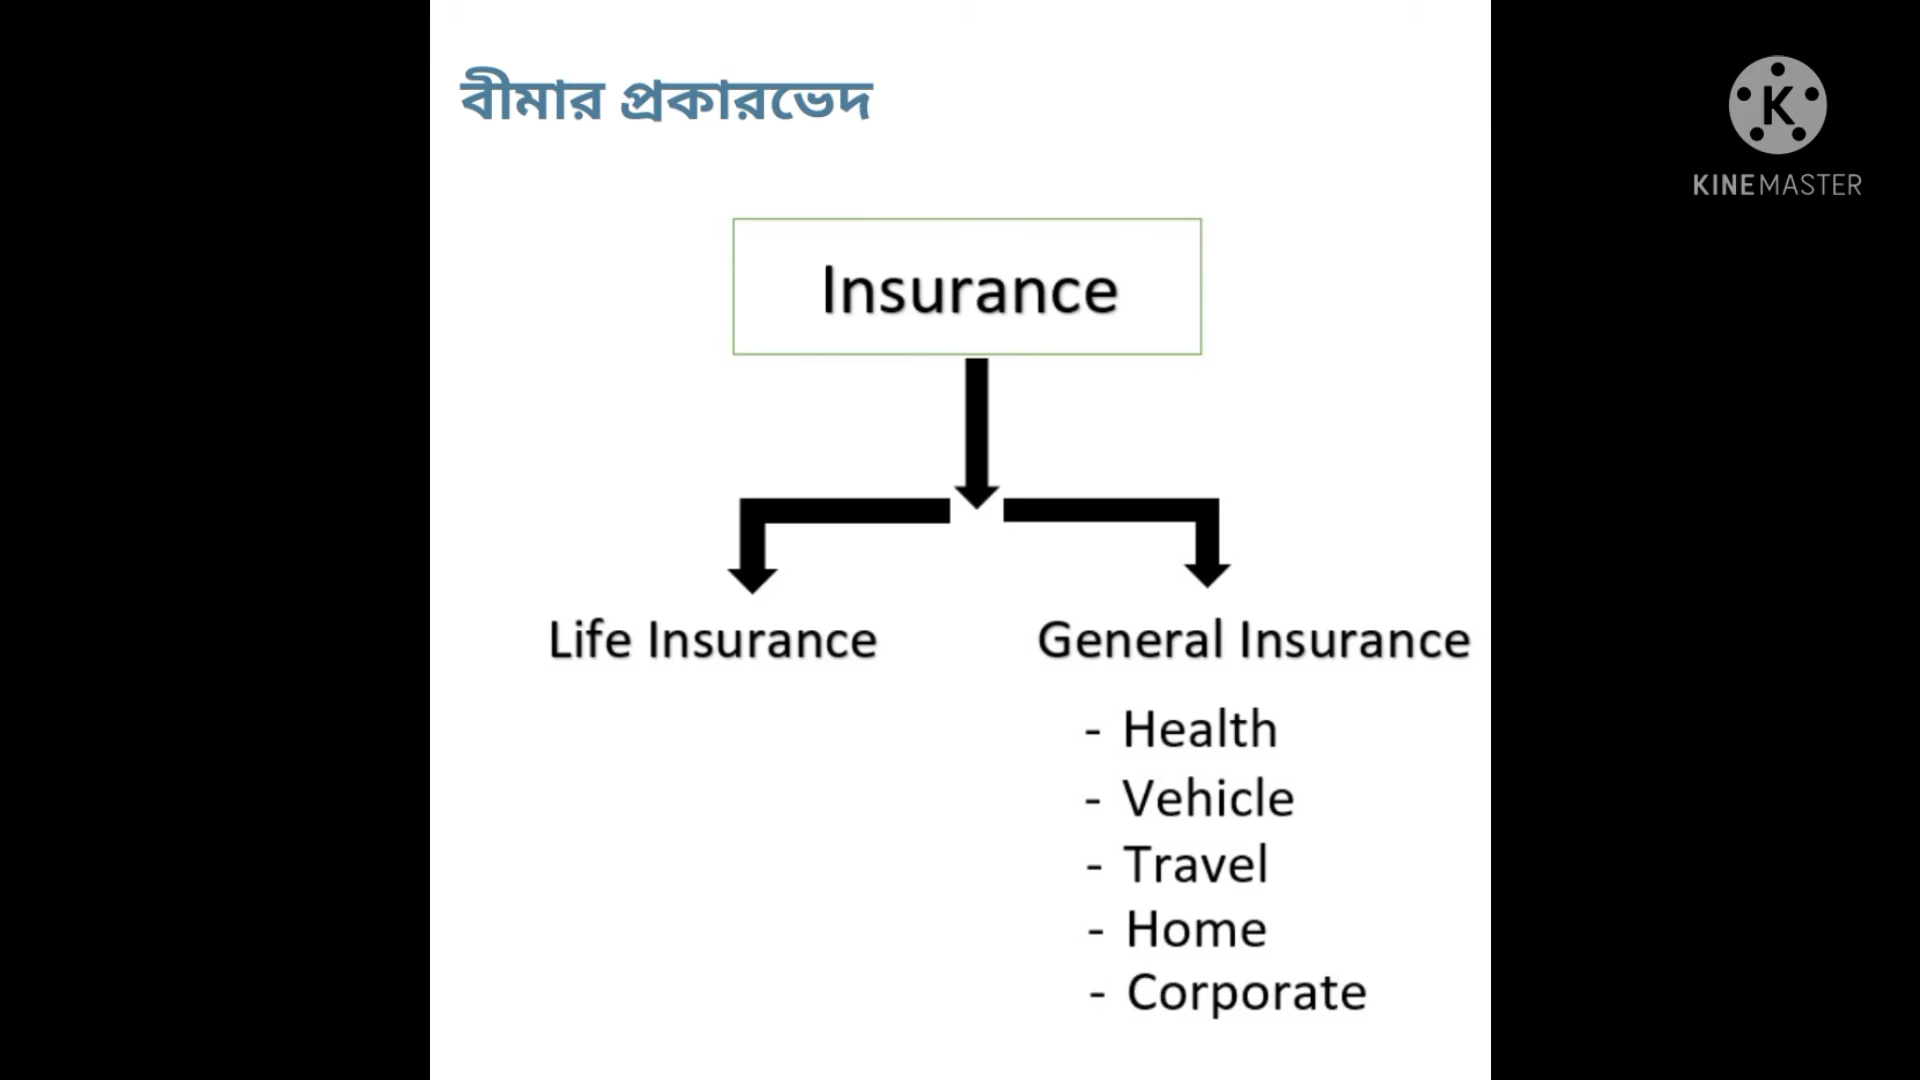 বীমার প্রকারভেদ
KINEMASTER
Insurance
Life Insurance
General Insurance
- Health
- Vehicle
- Travel
- Home
- Corporate